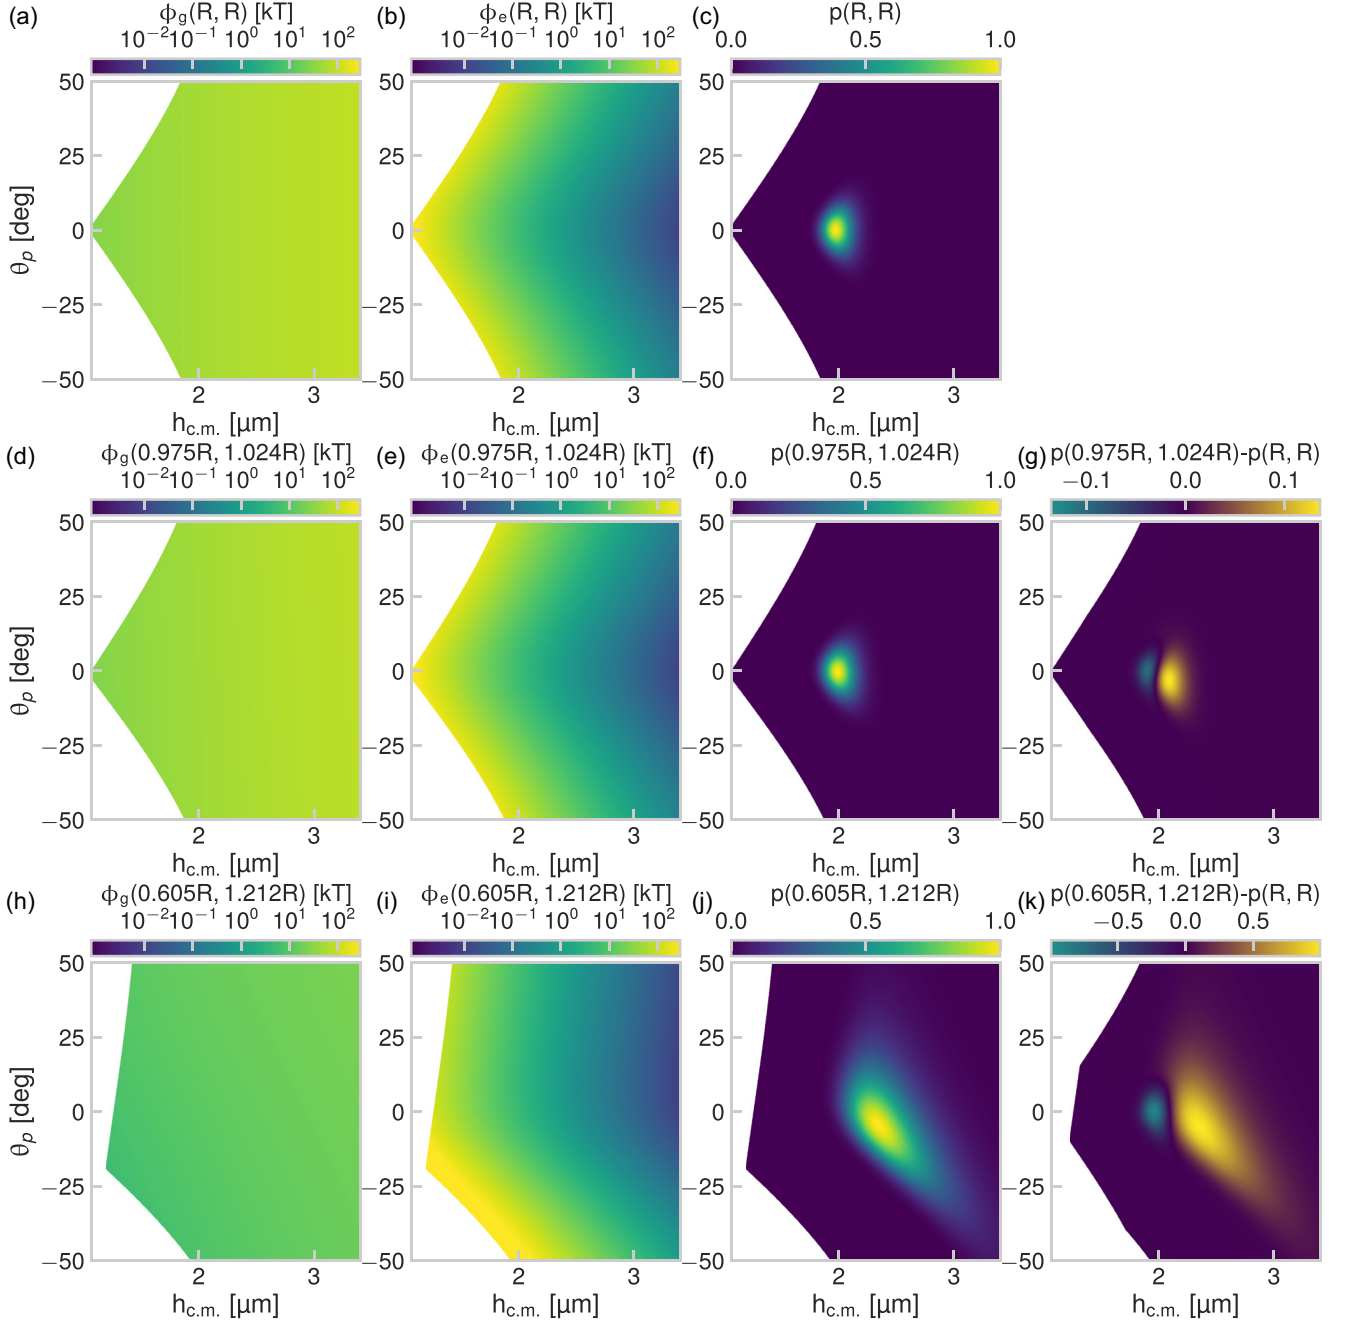 (a) ϕg(R, R) [kT]
10−2 10−1 10⁰ 10¹ 10²
50
25
0
−25
−50
θp [deg]
2 3
hc.m. [μm]
(b) ϕe(R, R) [kT]
10−2 10−1 10⁰ 10¹ 10²
50
25
0
−25
−50
2 3
hc.m. [μm]
(c) p(R, R)
0.0 0.5 1.0
50
25
0
−25
−50
2 3
hc.m. [μm]
(d) ϕg(0.975R, 1.024R) [kT]
10−2 10−1 10⁰ 10¹ 10²
50
25
0
−25
−50
θp [deg]
2 3
hc.m. [μm]
(e) ϕe(0.975R, 1.024R) [kT]
10−2 10−1 10⁰ 10¹ 10²
50
25
0
−25
−50
2 3
hc.m. [μm]
(f) p(0.975R, 1.024R)
0.0 0.5 1.0
50
25
0
−25
−50
2 3
hc.m. [μm]
(g) p(0.975R, 1.024R)-p(R, R)
−0.1 0.0 0.1
50
25
0
−25
−50
2 3
hc.m. [μm]
(h) ϕg(0.605R, 1.212R) [kT]
10−2 10−1 10⁰ 10¹ 10²
50
25
0
−25
−50
θp [deg]
2 3
hc.m. [μm]
(i) ϕe(0.605R, 1.212R) [kT]
10−2 10−1 10⁰ 10¹ 10²
50
25
0
−25
−50
2 3
hc.m. [μm]
(j) p(0.605R, 1.212R)
0.0 0.5 1.0
50
25
0
−25
−50
2 3
hc.m. [μm]
(k) p(0.605R, 1.212R)-p(R, R)
−0.5 0.0 0.5
50
25
0
−25
−50
2 3
hc.m. [μm]